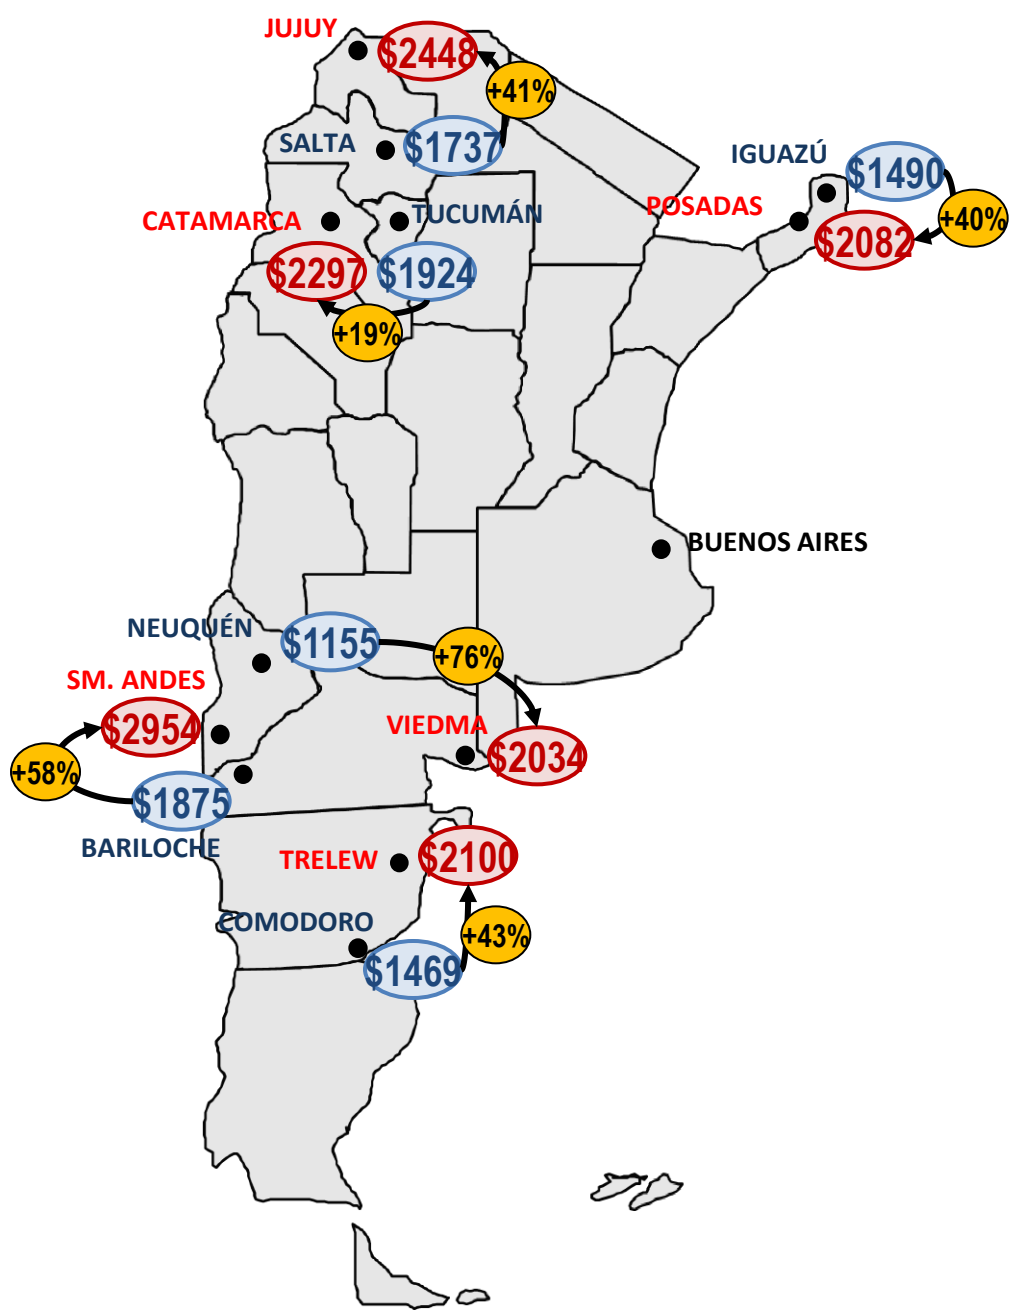 JUJUY
$2448
+41%
SALTA
$1737
IGUAZÚ
$1490
CATAMARCA
TUCUMÁN
POSADAS
+40%
$2082
$2297
$1924
+19%
BUENOS AIRES
NEUQUÉN
$1155
+76%
SM. ANDES
$2954
VIEDMA
$2034
+58%
$1875
BARILOCHE
TRELEW
$2100
COMODORO
+43%
$1469